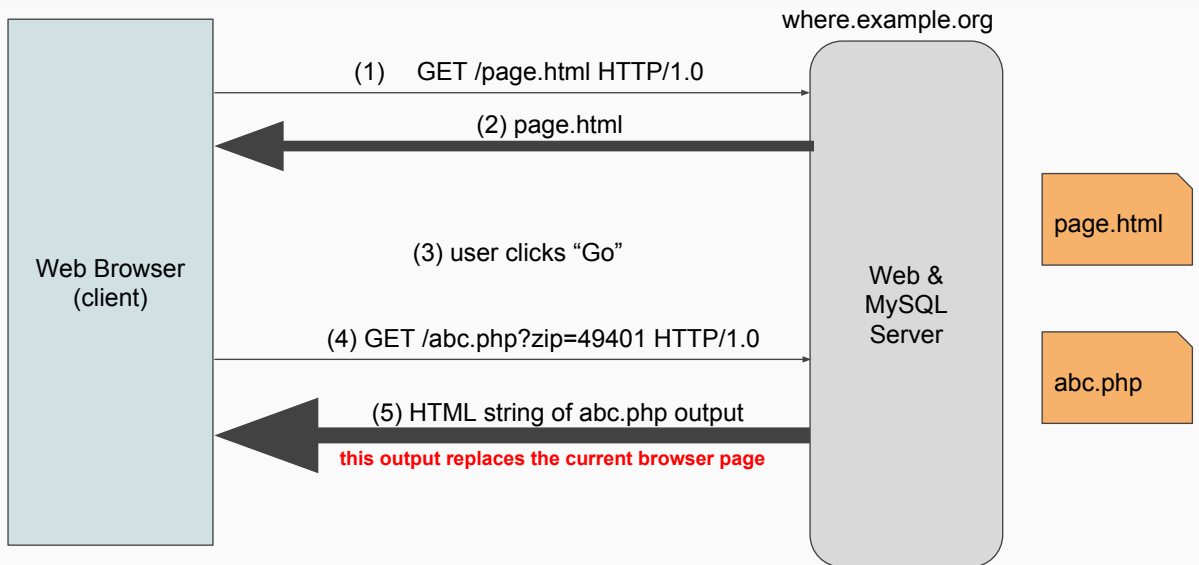 where.example.org
(1) GET /page.html HTTP/1.0
(2) page.html
page.html
(3) user clicks “Go”
Web Browser
(client)
Web &
MySQL
Server
(4) GET /abc.php?zip=49401 HTTP/1.0
abc.php
(5) HTML string of abc.php output
this output replaces the current browser page